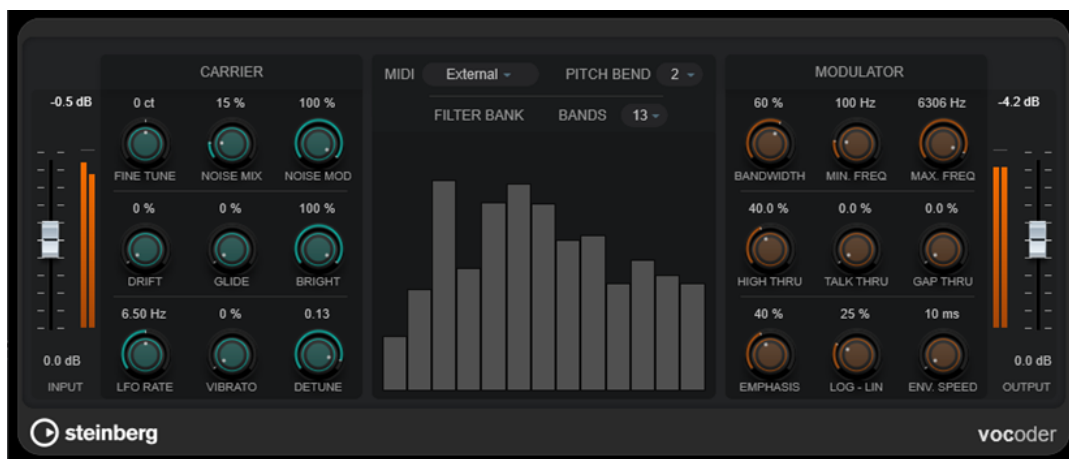 CARRIER
MIDI External PITCH BEND 2
MODULATOR
-0.5 dB
0 ct 15 % 100 %
FILTER BANK BANDS 13
60 % 100 Hz 6306 Hz
-4.2 dB
FINE TUNE NOISE MIX NOISE MOD
BANDWIDTH MIN. FREQ MAX. FREQ
0 % 0 % 100 %
40.0 % 0.0 % 0.0 %
DRIFT GLIDE BRIGHT
HIGH THRU TALK THRU GAP THRU
6.50 Hz 0 % 0.13
40 % 25 % 10 ms
0.0 dB
0.0 dB
INPUT
LFO RATE VIBRATO DETUNE
EMPHASIS LOG - LIN ENV. SPEED
OUTPUT
steinberg
vocoder